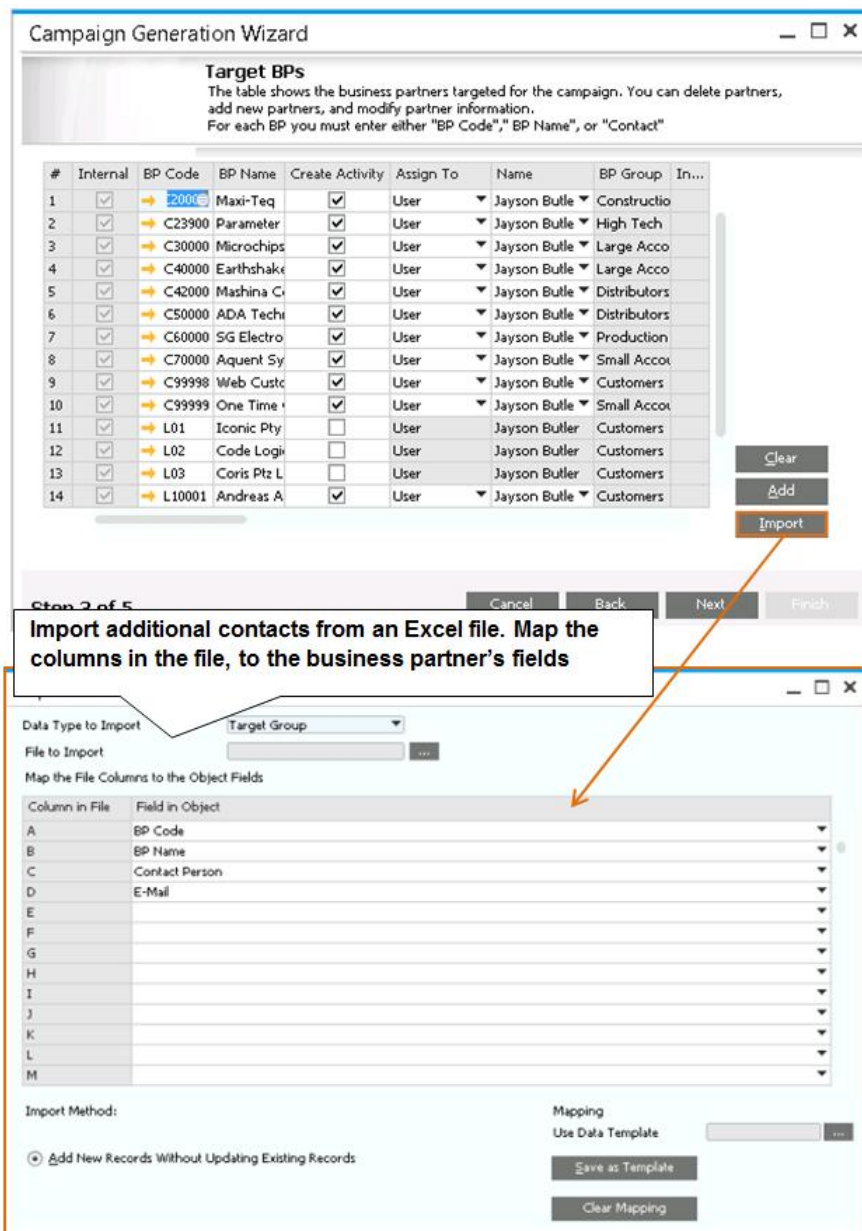 Campaign Generation Wizard
Target BPs
The table shows the business partners targeted for the campaign. You can delete partners,
add new partners, and modify partner information.
For each BP you must enter either "BP Code"," BP Name", or "Contact"
# Internal BP Code BP Name Create Activity Assign To Name BP Group In...
1 Maxi-Teq User Jayson Butle Constructio
2 C23900 Parameter User Jayson Butle High Tech
3 C30000 Microchips User Jayson Butle Large Acco
4 C40000 Earthshake User Jayson Butle Large Acco
5 C42000 Mashina C User Jayson Butle Distributors
6 C50000 ADA Tech User Jayson Butle Distributors
7 C60000 SG Electro User Jayson Butle Production
8 C70000 Aquent Sy User Jayson Butle Small Accou
9 C99998 Web Custo User Jayson Butle Customers
10 C99999 One Time User Jayson Butle Small Accou
11 L01 Iconic Pty User Jayson Butler Customers
12 L02 Code Logi User Jayson Butler Customers
13 L03 Coris Ptz L User Jayson Butler Customers
14 L10001 Andreas A User Jayson Butle Customers
Clear
Add
Import
Step 3 of 5 Cancel Back Next Finish
Import additional contacts from an Excel file. Map the
columns in the file, to the business partner's fields
Data Type to Import Target Group
File to Import ...
Map the File Columns to the Object Fields
Column in File Field in Object
A BP Code
B BP Name
C Contact Person
D E-Mail
E
F
G
H
I
J
K
L
M
Import Method: Mapping
Use Data Template ...
Add New Records Without Updating Existing Records
Save as Template
Clear Mapping